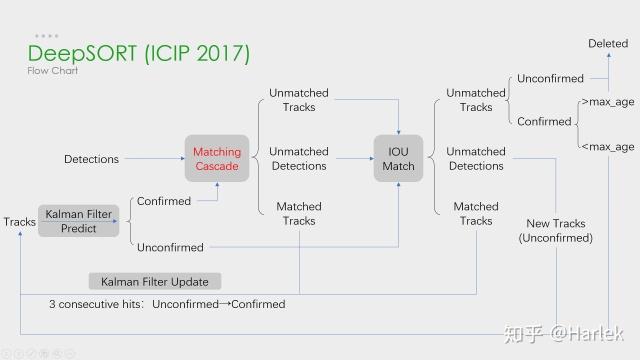 DeepSORT (ICIP 2017)
Flow Chart
Deleted
Unmatched
Tracks
Unmatched
Tracks
Unconfirmed
>max_age
Confirmed
<max_age
Detections
Matching
Cascade
Unmatched
Detections
IOU
Match
Unmatched
Detections
Tracks
Kalman Filter
Predict
Confirmed
Unconfirmed
Matched
Tracks
Matched
Tracks
New Tracks
(Unconfirmed)
Kalman Filter Update
3 consecutive hits: Unconfirmed→Confirmed
知乎 @Harlek